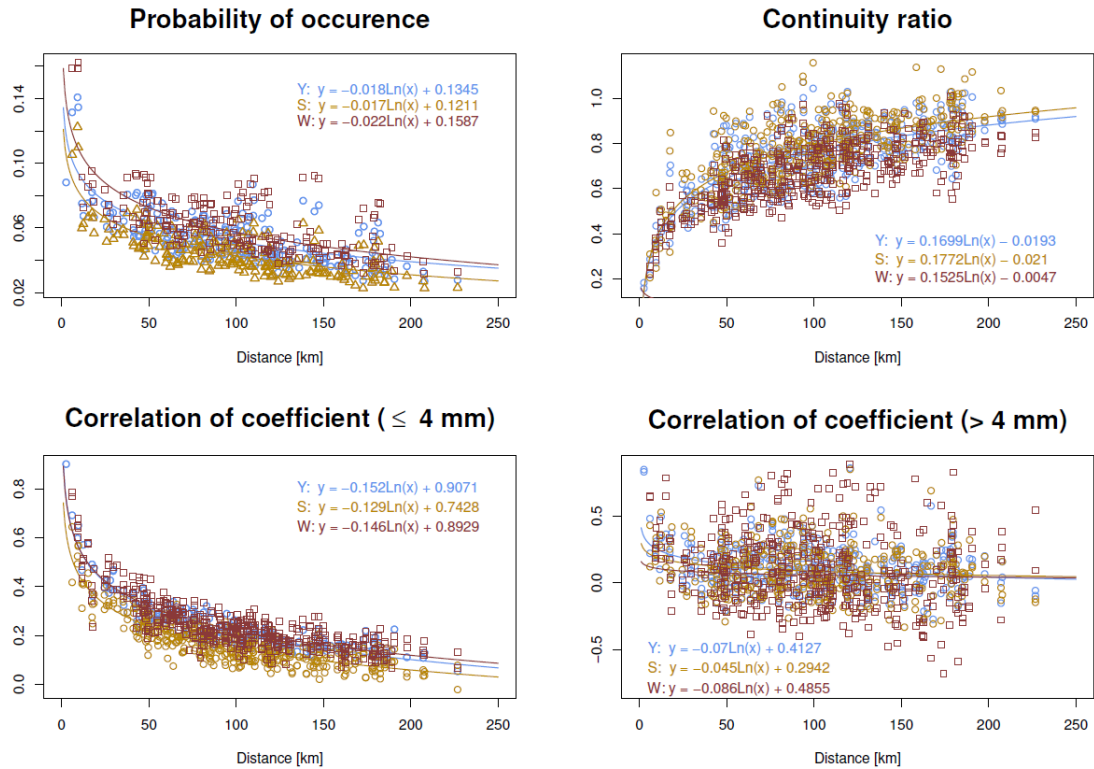 Probability of occurence
Y: y = −0.018Ln(x) + 0.1345
S: y = −0.017Ln(x) + 0.1211
W: y = −0.022Ln(x) + 0.1587
0.02 0.06 0.10 0.14
0 50 100 150 200 250
Distance [km]
Continuity ratio
Y: y = 0.1699Ln(x) − 0.0193
S: y = 0.1772Ln(x) − 0.021
W: y = 0.1525Ln(x) − 0.0047
0.2 0.4 0.6 0.8 1.0
0 50 100 150 200 250
Distance [km]
Correlation of coefficient ( ≤ 4 mm)
Y: y = −0.152Ln(x) + 0.9071
S: y = −0.129Ln(x) + 0.7428
W: y = −0.146Ln(x) + 0.8929
0.0 0.2 0.4 0.6 0.8
0 50 100 150 200 250
Distance [km]
Correlation of coefficient (> 4 mm)
Y: y = −0.07Ln(x) + 0.4127
S: y = −0.045Ln(x) + 0.2942
W: y = −0.086Ln(x) + 0.4855
−0.5 0.0 0.5
0 50 100 150 200 250
Distance [km]